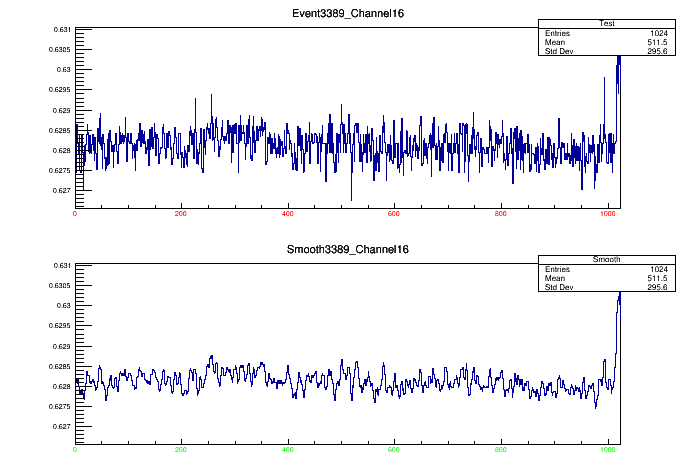 Event3389_Channel16
Test
Entries 1024
Mean 511.5
Std Dev 295.6
0.631
0.6305
0.63
0.6295
0.629
0.6285
0.628
0.6275
0.627
0 200 400 600 800 1000
Smooth3389_Channel16
Smooth
Entries 1024
Mean 511.5
Std Dev 295.6
0.631
0.6305
0.63
0.6295
0.629
0.6285
0.628
0.6275
0.627
0 200 400 600 800 1000